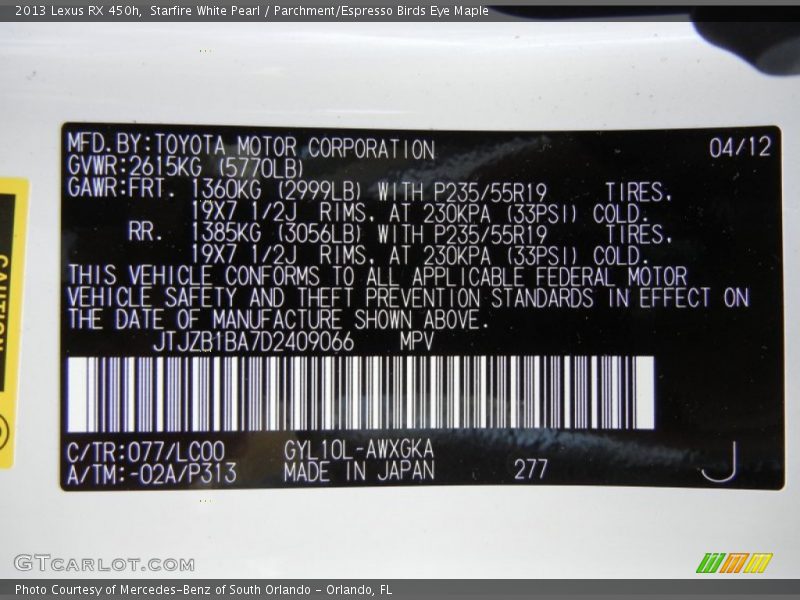 2013 Lexus RX 450h,  Starfire White Pearl / Parchment/Espresso Birds Eye Maple
MFD.BY:TOYOTA MOTOR CORPORATION 04/12
GVWR:2615KG (5770LB)
GAWR:FRT. 1360KG (2999LB) WITH P235/55R19 TIRES,
19X7 1/2J RIMS, AT 230KPA (33PSI) COLD.
RR. 1385KG (3056LB) WITH P235/55R19 TIRES,
19X7 1/2J RIMS, AT 230KPA (33PSI) COLD.
THIS VEHICLE CONFORMS TO ALL APPLICABLE FEDERAL MOTOR
VEHICLE SAFETY AND THEFT PREVENTION STANDARDS IN EFFECT ON
THE DATE OF MANUFACTURE SHOWN ABOVE.
JTJZB1BA7D2409066 MPV
C/TR:077/LC00 GYL10L-AWXGKA
A/TM:-02A/P313 MADE IN JAPAN 277 J
CAUTION
GTCARLOT.COM
Photo Courtesy of Mercedes-Benz of South Orlando - Orlando, FL